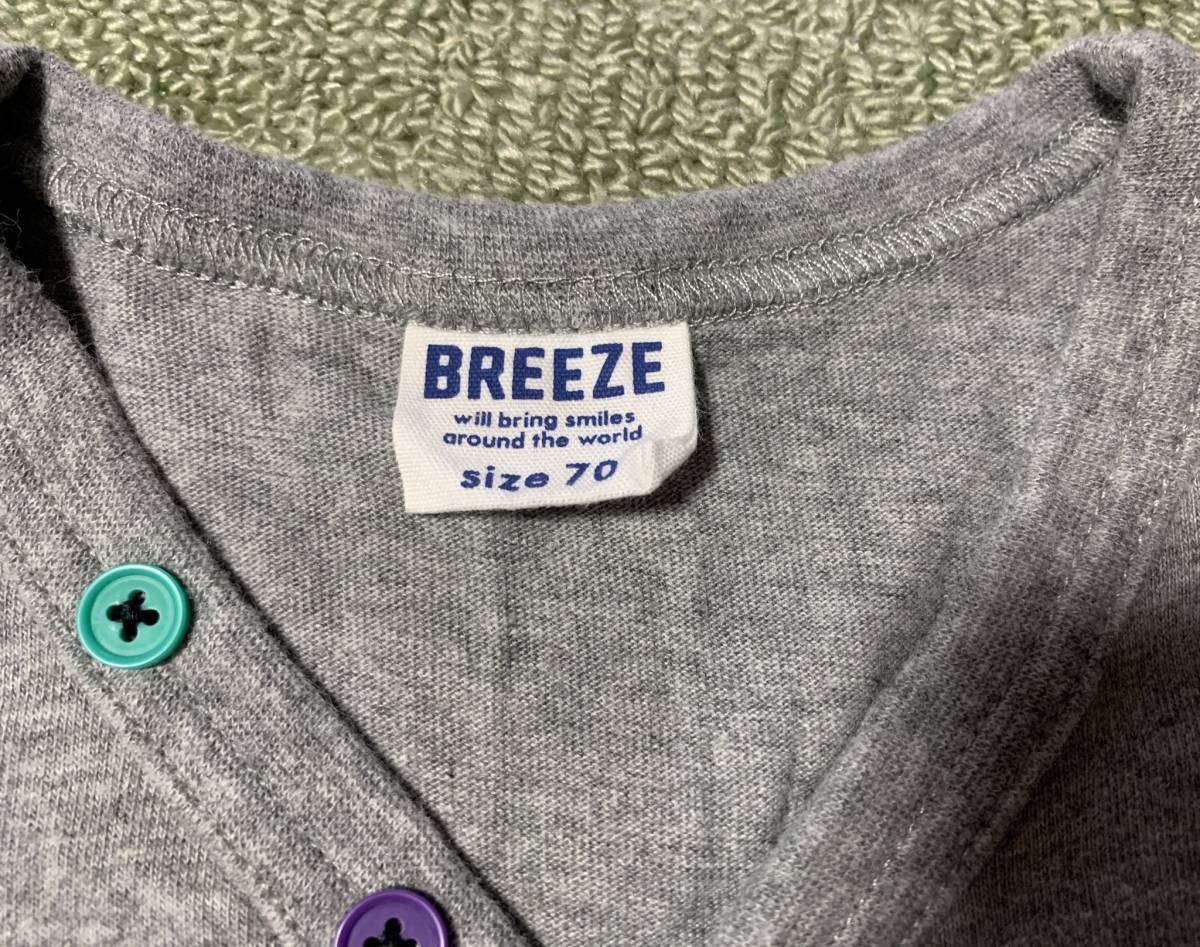 BREEZE
will bring smiles
around the world
size 70